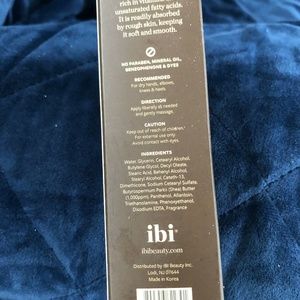 rich in vitamins
unsaturated fatty acids.
It is readily absorbed
by rough skin, keeping
it soft and smooth.
NO PARABEN, MINERAL OIL,
BENZOPHENONE & DYES
RECOMMENDED
For dry hands, elbows,
knees & heels
DIRECTION
Apply liberally as needed
and gently massage.
CAUTION
Keep out of reach of children.
For external use only.
Avoid contact with eyes.
INGREDIENTS
Water, Glycerin, Cetearyl Alcohol,
Butylene Glycol, Decyl Oleate,
Stearic Acid, Behenyl Alcohol,
Stearyl Alcohol, Ceteth-13,
Dimethicone, Sodium Cetearyl Sulfate,
Butyrospermum Parkii (Shea) Butter
(1,000ppm), Panthenol, Allantoin,
Triethanolamine, Phenoxyethanol,
Disodium EDTA, Fragrance
ibi
ibibeauty.com
Distributed by IBI Beauty Inc.
Lodi, NJ 07644
Made in Korea